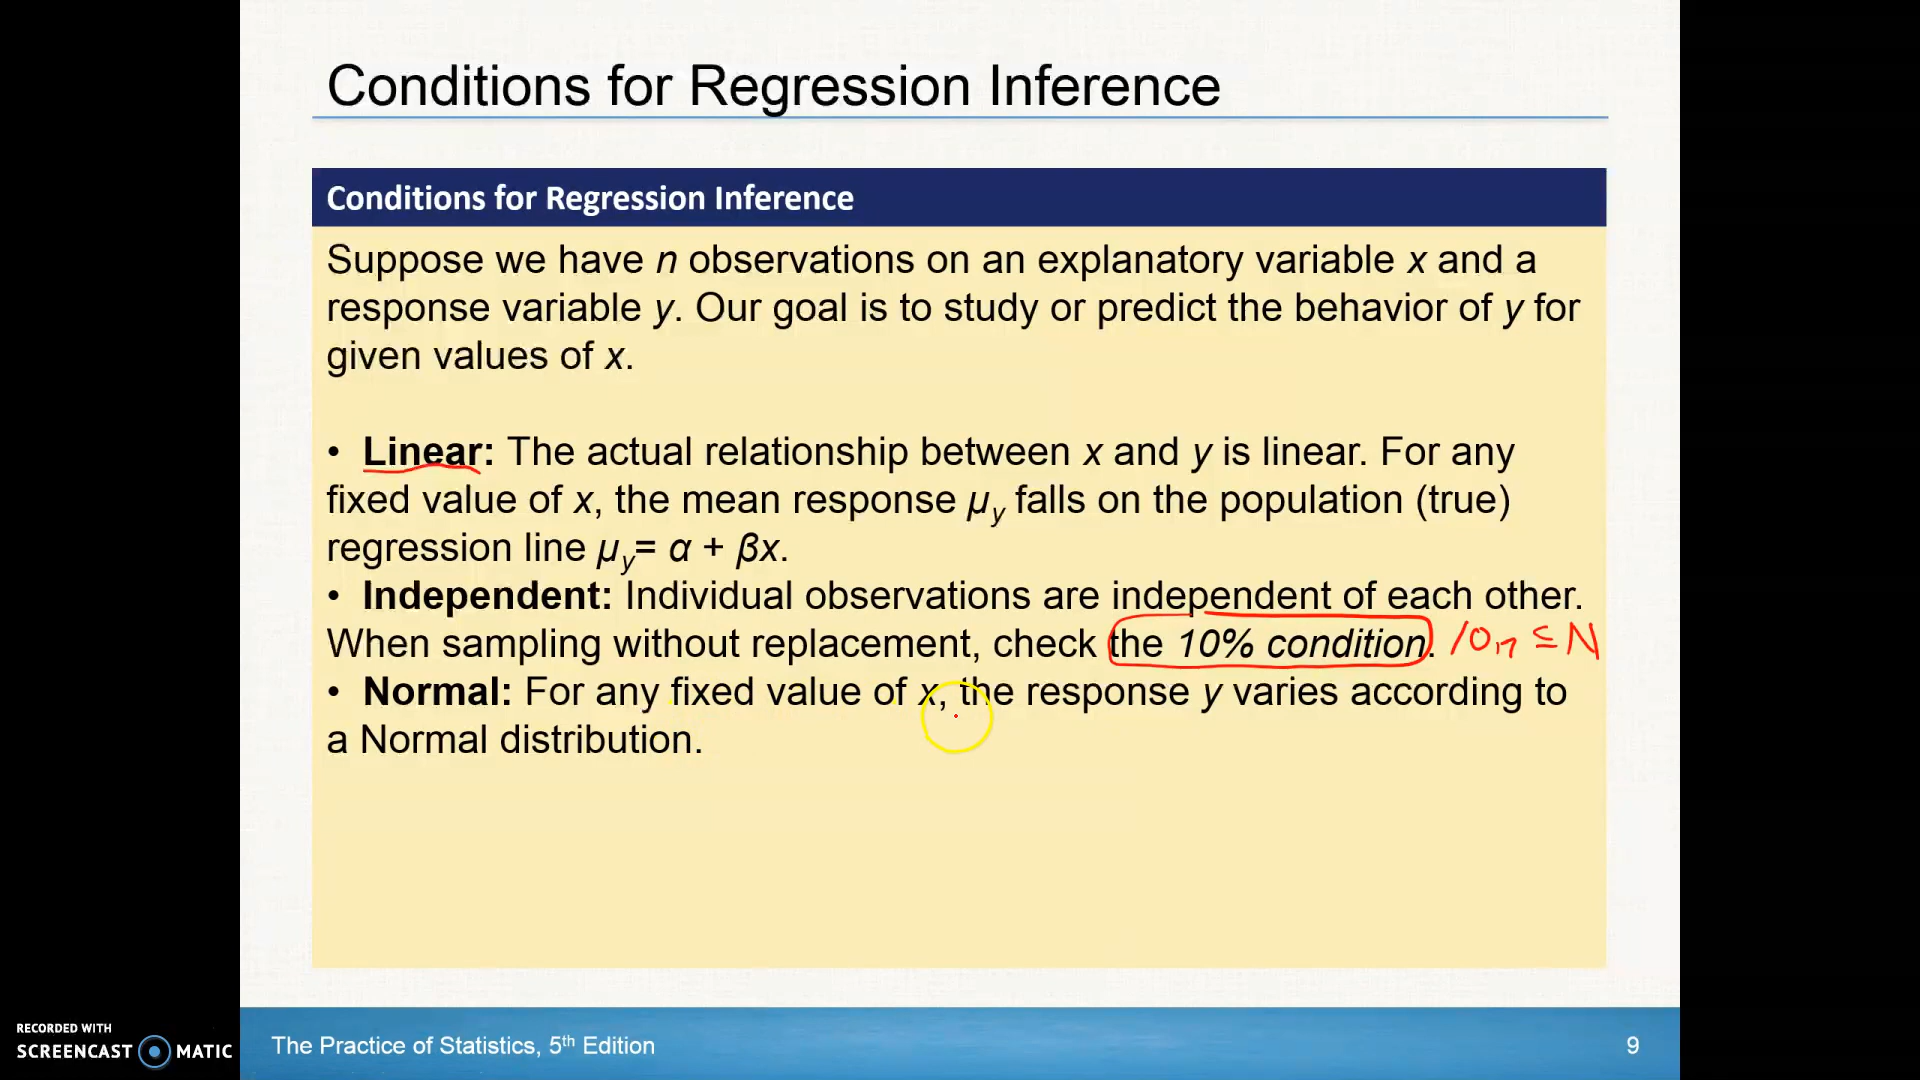 Conditions for Regression Inference
Conditions for Regression Inference
Suppose we have n observations on an explanatory variable x and a
response variable y. Our goal is to study or predict the behavior of y for
given values of x.
• Linear: The actual relationship between x and y is linear. For any
fixed value of x, the mean response μy falls on the population (true)
regression line μy= α + βx.
• Independent: Individual observations are independent of each other.
When sampling without replacement, check the 10% condition. 10n ≤ N
• Normal: For any fixed value of x, the response y varies according to
a Normal distribution.
RECORDED WITH
SCREENCAST MATIC
The Practice of Statistics, 5th Edition
9